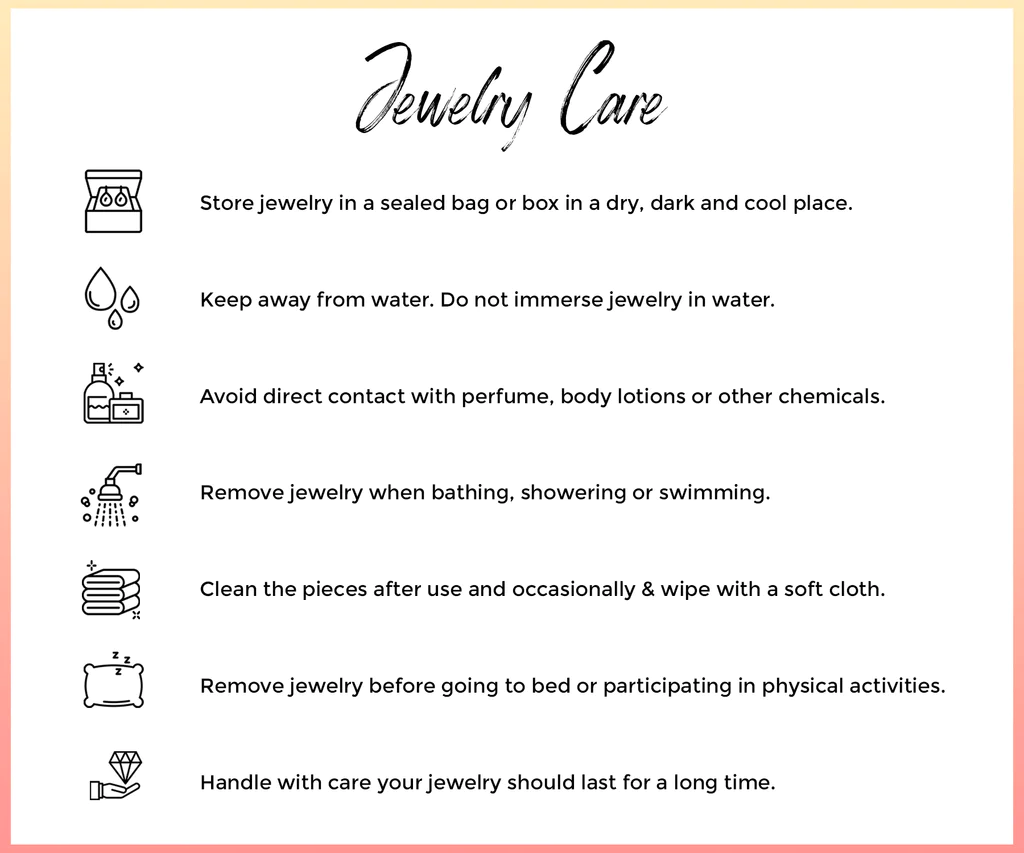 Jewelry Care
Store jewelry in a sealed bag or box in a dry, dark and cool place.
Keep away from water. Do not immerse jewelry in water.
Avoid direct contact with perfume, body lotions or other chemicals.
Remove jewelry when bathing, showering or swimming.
Clean the pieces after use and occasionally & wipe with a soft cloth.
z z
z
Remove jewelry before going to bed or participating in physical activities.
Handle with care your jewelry should last for a long time.